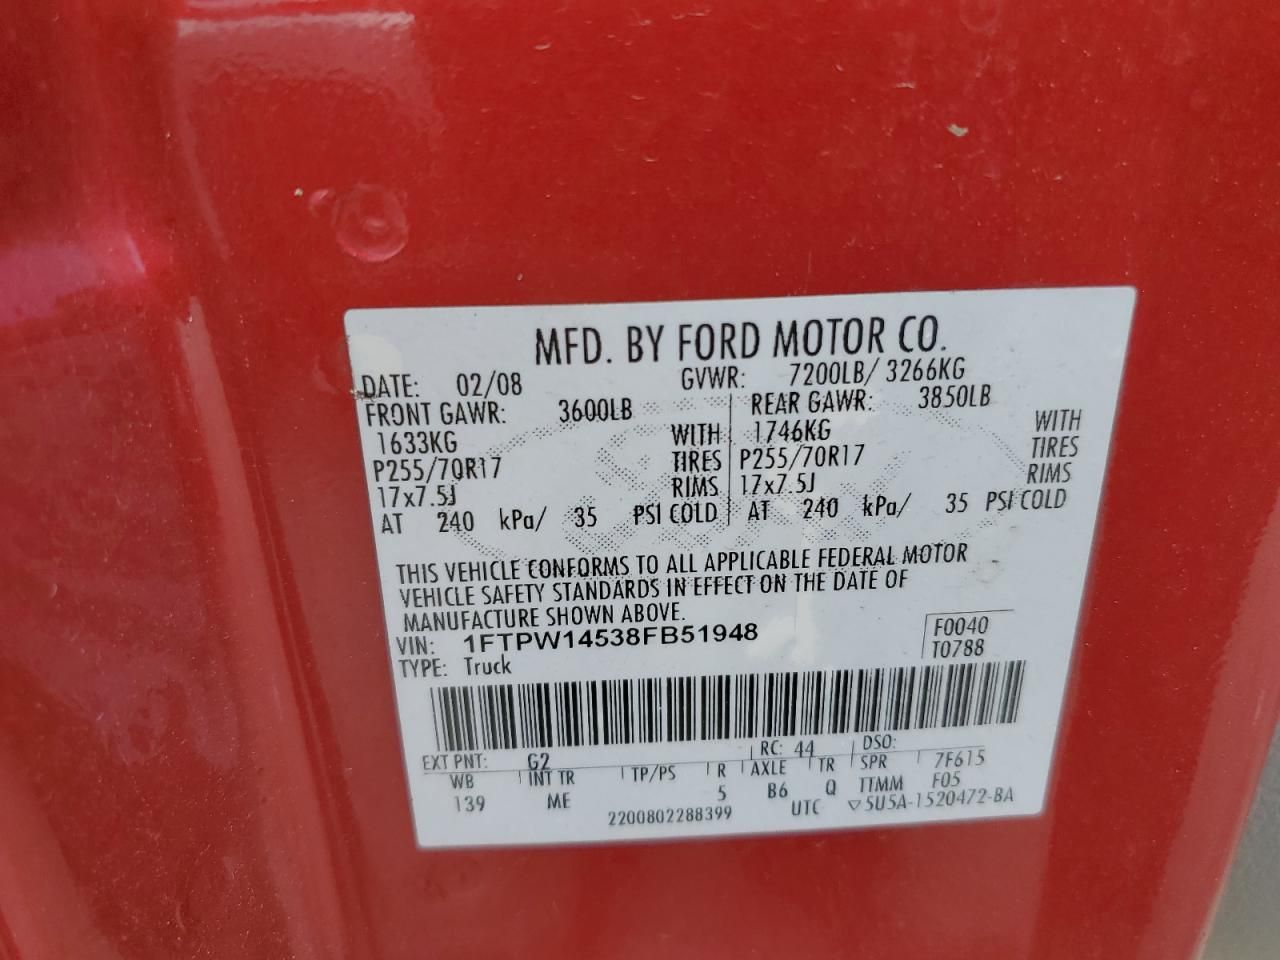 MFD. BY FORD MOTOR CO.
DATE: 02/08 GVWR: 7200LB/ 3266KG
FRONT GAWR: 3600LB REAR GAWR: 3850LB
1633KG WITH 1746KG WITH
P255/70R17 TIRES P255/70R17 TIRES
17x7.5J RIMS 17x7.5J RIMS
AT 240 kPa/ 35 PSI COLD AT 240 kPa/ 35 PSI COLD
THIS VEHICLE CONFORMS TO ALL APPLICABLE FEDERAL MOTOR
VEHICLE SAFETY STANDARDS IN EFFECT ON THE DATE OF
MANUFACTURE SHOWN ABOVE.
VIN: 1FTPW14538FB51948 F0040
TYPE: Truck T0788
EXT PNT: G2 RC: 44 DSO:
WB INT TR TP/PS R AXLE TR SPR 7F615
139 ME 5 B6 Q TTMM F05
2200802288399 UTC ▽5U5A-1520472-BA